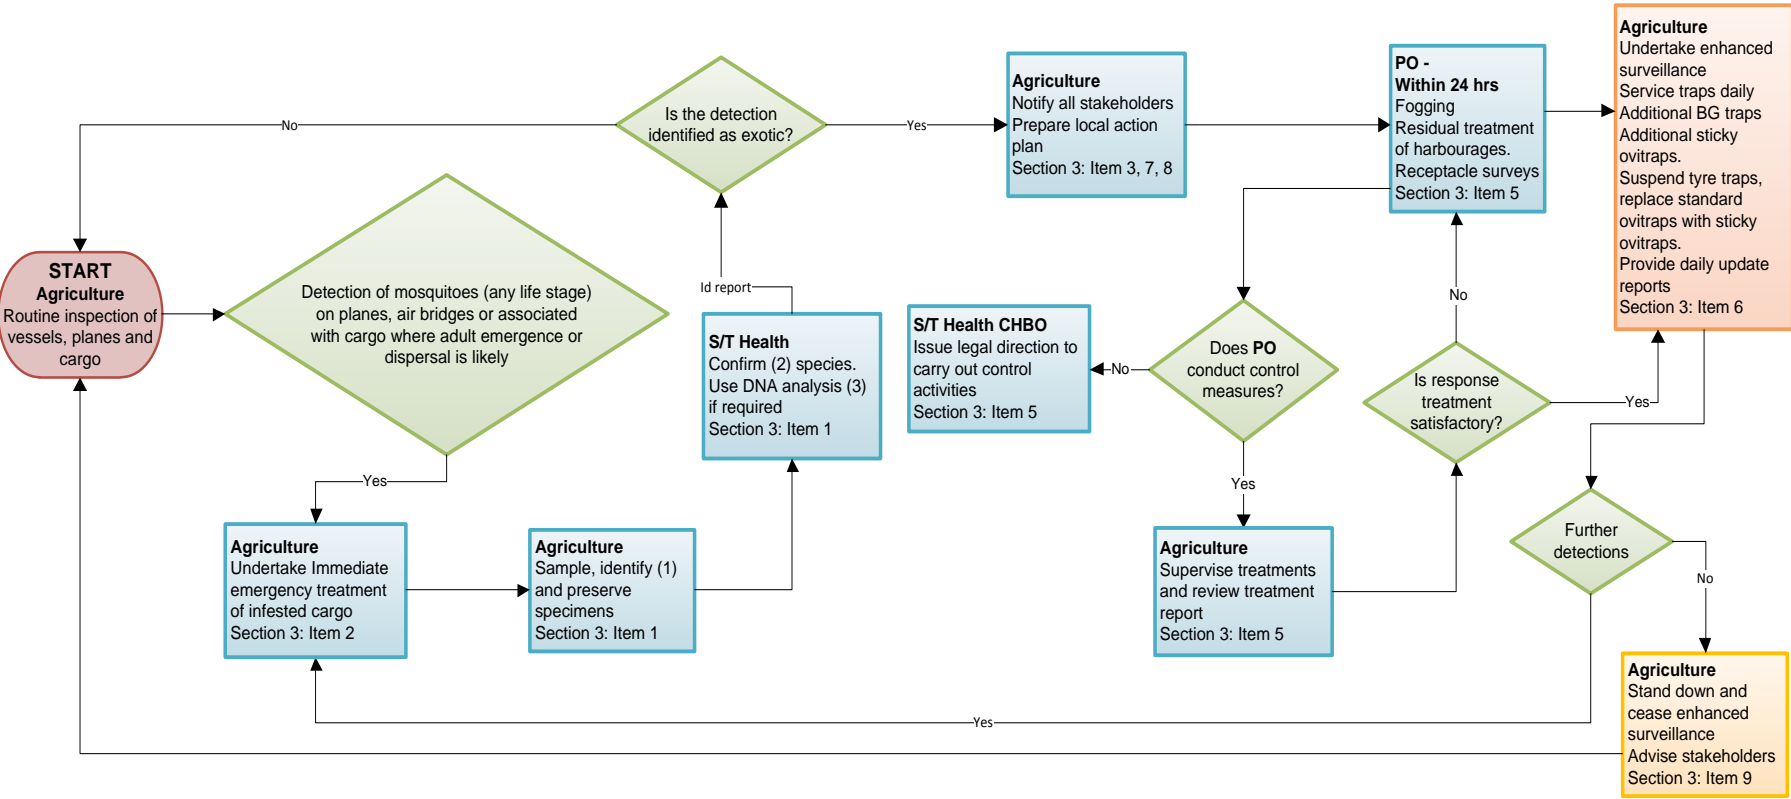 START
Agriculture
Routine inspection of
vessels, planes and
cargo
Detection of mosquitoes (any life stage)
on planes, air bridges or associated
with cargo where adult emergence or
dispersal is likely
Yes
Agriculture
Undertake Immediate
emergency treatment
of infested cargo
Section 3: Item 2
Agriculture
Sample, identify (1)
and preserve
specimens
Section 3: Item 1
S/T Health
Confirm (2) species.
Use DNA analysis (3)
if required
Section 3: Item 1
Id report
Is the detection
identified as exotic?
No
Yes
Agriculture
Notify all stakeholders
Prepare local action
plan
Section 3: Item 3, 7, 8
PO -
Within 24 hrs
Fogging
Residual treatment
of harbourages.
Receptacle surveys
Section 3: Item 5
Does PO
conduct control
measures?
No
S/T Health CHBO
Issue legal direction to
carry out control
activities
Section 3: Item 5
Yes
Agriculture
Supervise treatments
and review treatment
report
Section 3: Item 5
Is response
treatment
satisfactory?
No
Yes
Agriculture
Undertake enhanced
surveillance
Service traps daily
Additional BG traps
Additional sticky
ovitraps.
Suspend tyre traps,
replace standard
ovitraps with sticky
ovitraps.
Provide daily update
reports
Section 3: Item 6
Further
detections
Yes
No
Agriculture
Stand down and
cease enhanced
surveillance
Advise stakeholders
Section 3: Item 9